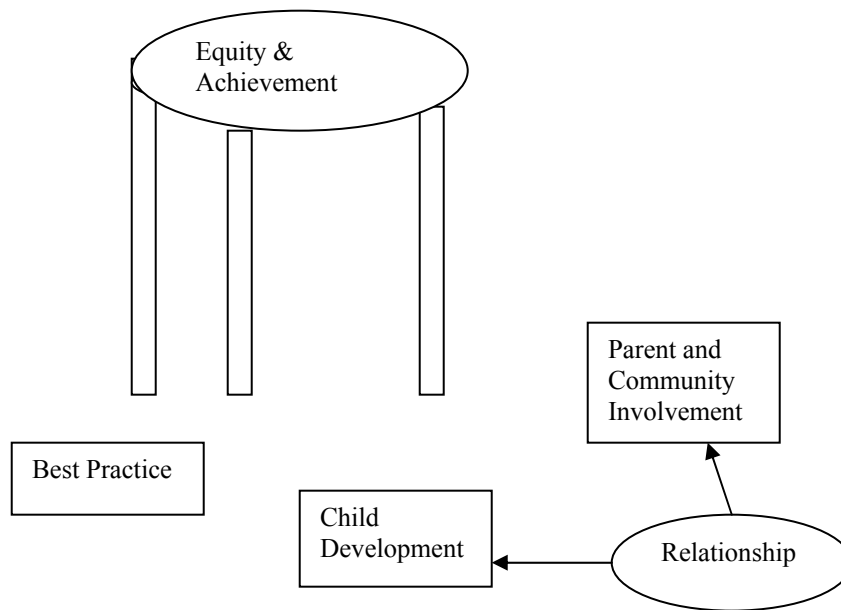 Equity &
Achievement
Parent and
Community
Involvement
Best Practice
Child
Development
Relationship